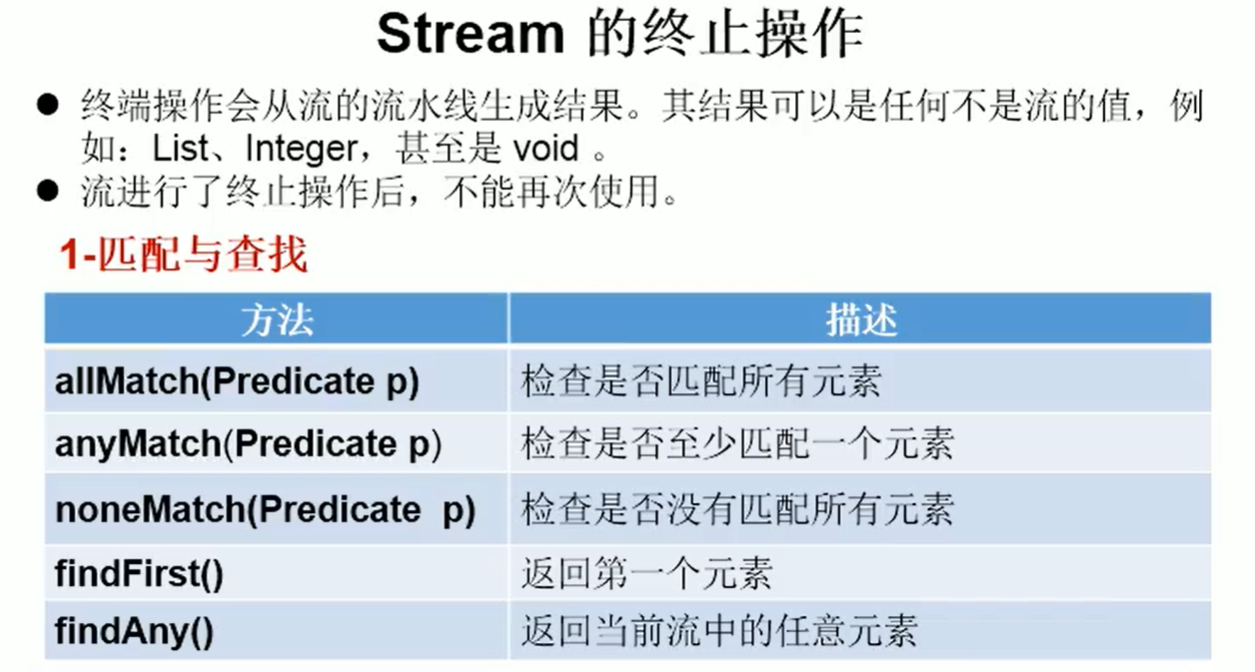 Stream 的终止操作
● 终端操作会从流的流水线生成结果。其结果可以是任何不是流的值，例
如：List、Integer，甚至是 void 。
● 流进行了终止操作后，不能再次使用。
1-匹配与查找
方法 描述
allMatch(Predicate p) 检查是否匹配所有元素
anyMatch(Predicate p) 检查是否至少匹配一个元素
noneMatch(Predicate  p) 检查是否没有匹配所有元素
findFirst() 返回第一个元素
findAny() 返回当前流中的任意元素